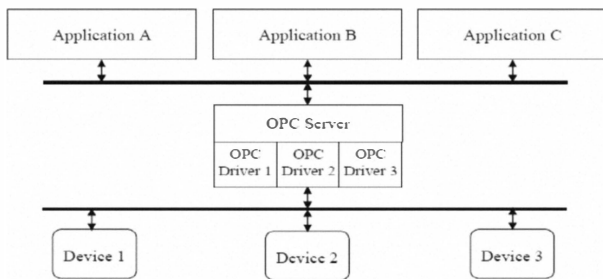 Application A
Application B
Application C
OPC Server
OPC
Driver 1
OPC
Driver 2
OPC
Driver 3
Device 1
Device 2
Device 3